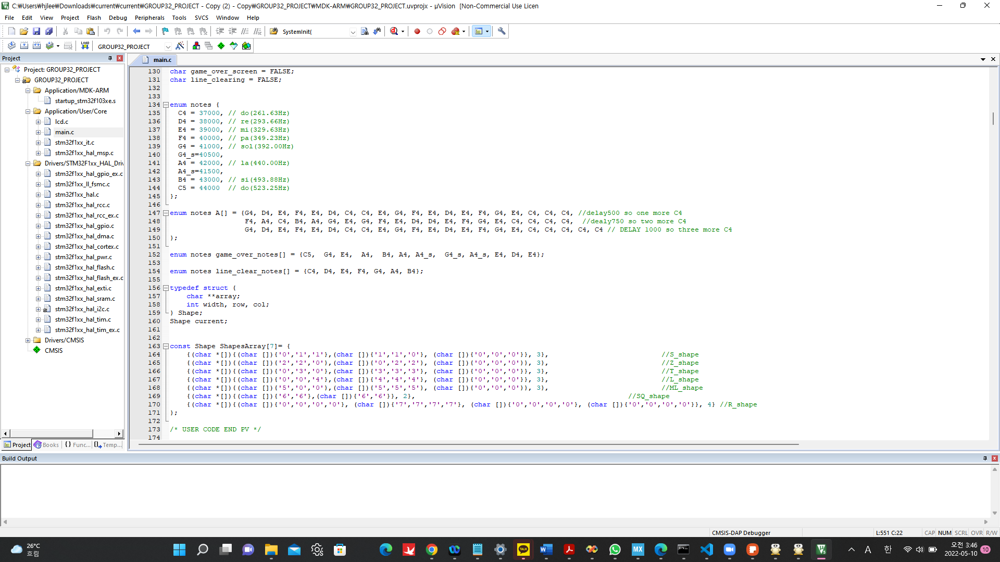 C:₩Users₩hjlee₩Downloads₩current₩current₩GROUP32_PROJECT - Copy (2) - Copy₩GROUP32_PROJECT₩MDK-ARM₩GROUP32_PROJECT.uvprojx - µVision  [Non-Commercial Use Licen
File Edit View Project Flash Debug Peripherals Tools SVCS Window Help
SystemInit(
LOAD GROUP32_PROJECT
Project
main.c
Project: GROUP32_PROJECT
GROUP32_PROJECT
Application/MDK-ARM
startup_stm32f103xe.s
Application/User/Core
lcd.c
main.c
stm32f1xx_it.c
stm32f1xx_hal_msp.c
Drivers/STM32F1xx_HAL_Driv
stm32f1xx_hal_gpio_ex.c
stm32f1xx_ll_fsmc.c
stm32f1xx_hal.c
stm32f1xx_hal_rcc.c
stm32f1xx_hal_rcc_ex.c
stm32f1xx_hal_gpio.c
stm32f1xx_hal_dma.c
stm32f1xx_hal_cortex.c
stm32f1xx_hal_pwr.c
stm32f1xx_hal_flash.c
stm32f1xx_hal_flash_ex.c
stm32f1xx_hal_exti.c
stm32f1xx_hal_sram.c
stm32f1xx_hal_i2c.c
stm32f1xx_hal_tim.c
stm32f1xx_hal_tim_ex.c
Drivers/CMSIS
CMSIS
Project Books {} Func... Temp...
130 char game_over_screen = FALSE;
131 char line_clearing = FALSE;
132
133
134 enum notes {
135   C4 = 37000, // do(261.63Hz)
136   D4 = 38000, // re(293.66Hz)
137   E4 = 39000, // mi(329.63Hz)
138   F4 = 40000, // pa(349.23Hz)
139   G4 = 41000, // sol(392.00Hz)
140   G4_s=40500,
141   A4 = 42000, // la(440.00Hz)
142   A4_s=41500,
143   B4 = 43000, // si(493.88Hz)
144   C5 = 44000  // do(523.25Hz)
145 };
146
147 enum notes A[] = {G4, D4, E4, F4, E4, D4, C4, C4, E4, G4, F4, E4, D4, E4, F4, G4, E4, C4, C4, C4, //delay500 so one more C4
148                   F4, A4, C4, B4, A4, G4, E4, G4, F4, E4, D4, D4, E4, F4, G4, E4, C4, C4, C4, C4,  //dealy750 so two more C4
149                   G4, D4, E4, F4, E4, D4, C4, C4, E4, G4, F4, E4, D4, E4, F4, G4, E4, C4, C4, C4, C4, C4 // DELAY 1000 so three more C4
150 };
151
152 enum notes game_over_notes[] = {C5,  G4, E4,  A4,  B4, A4, A4_s,  G4_s, A4_s, E4, D4, E4};
153
154 enum notes line_clear_notes[] = {C4, D4, E4, F4, G4, A4, B4};
155
156 typedef struct {
157     char **array;
158     int width, row, col;
159 } Shape;
160 Shape current;
161
162
163 const Shape ShapesArray[7]= {
164     {(char *[]){(char []){'0','1','1'},(char []){'1','1','0'}, (char []){'0','0','0'}}, 3},                           //S_shape
165     {(char *[]){(char []){'2','2','0'},(char []){'0','2','2'}, (char []){'0','0','0'}}, 3},                           //Z_shape
166     {(char *[]){(char []){'0','3','0'},(char []){'3','3','3'}, (char []){'0','0','0'}}, 3},                           //T_shape
167     {(char *[]){(char []){'0','0','4'},(char []){'4','4','4'}, (char []){'0','0','0'}}, 3},                           //L_shape
168     {(char *[]){(char []){'5','0','0'},(char []){'5','5','5'}, (char []){'0','0','0'}}, 3},                           //ML_shape
169     {(char *[]){(char []){'6','6'},(char []){'6','6'}}, 2},                                                   //SQ_shape
170     {(char *[]){(char []){'0','0','0','0'}, (char []){'7','7','7','7'}, (char []){'0','0','0','0'}, (char []){'0','0','0','0'}}, 4} //R_shape
171 };
172
173 /* USER CODE END PV */
174
Build Output
CMSIS-DAP Debugger L:551 C:22 CAP NUM SCRL OVR R/W
26°C
흐림
TALK
MX
A 한
오전 3:46
2022-05-10
10